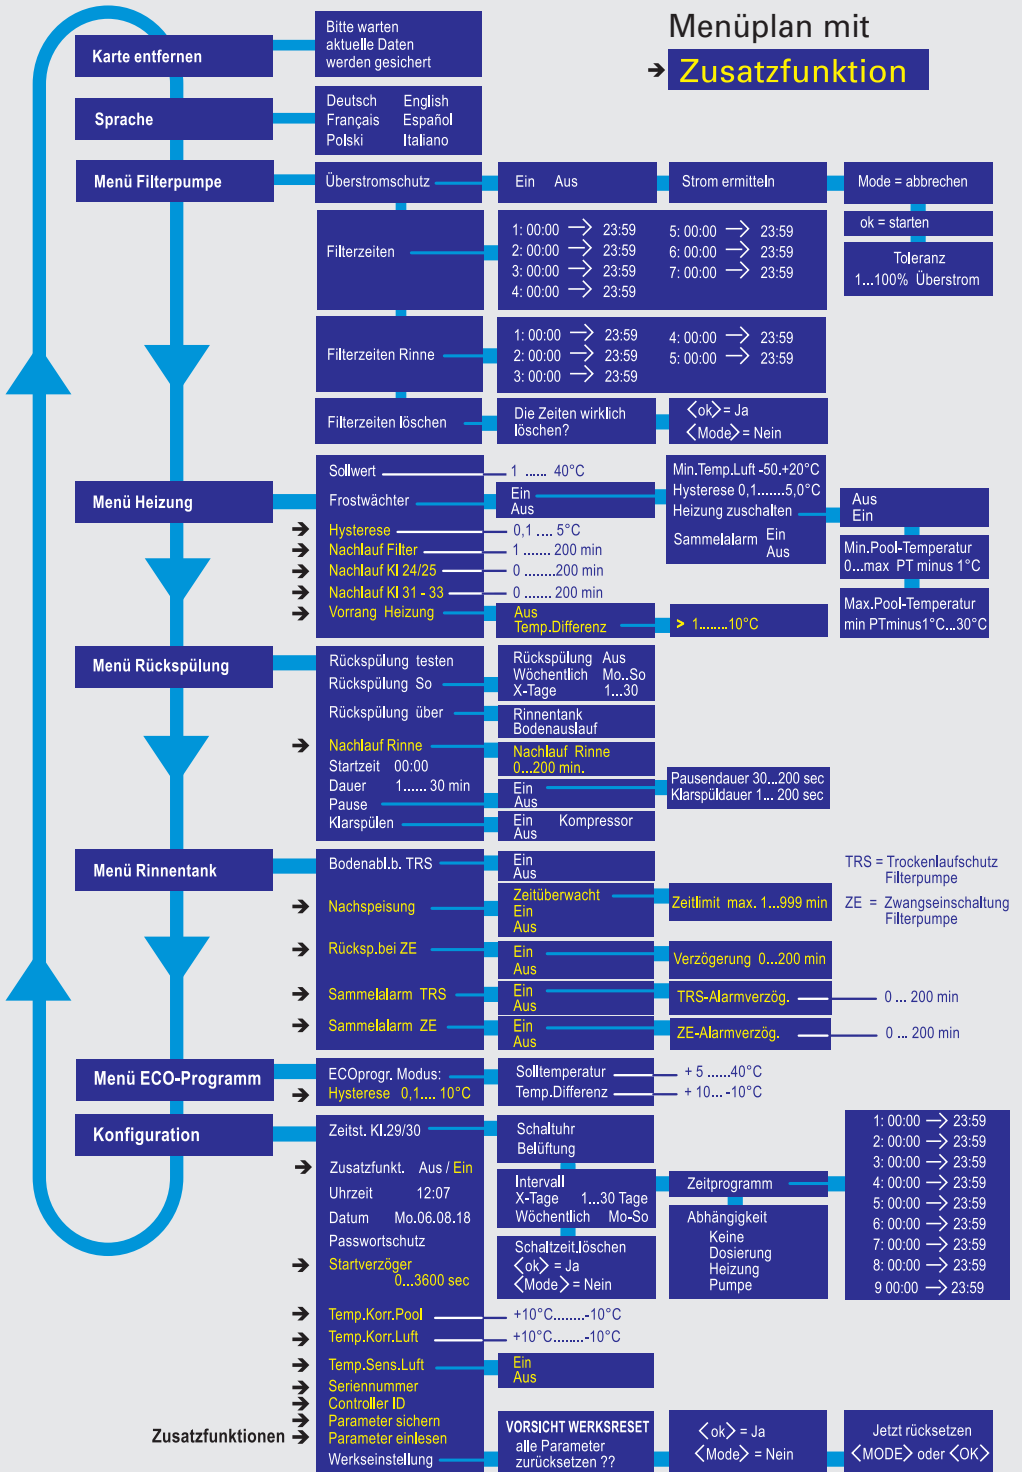 Menüplan mit
➔ Zusatzfunktion
Karte entfernen
Bitte warten
aktuelle Daten
werden gesichert
Sprache
Deutsch English
Français Español
Polski Italiano
Menü Filterpumpe
Überstromschutz
Ein Aus
Strom ermitteln
Mode = abbrechen
ok = starten
Toleranz
1...100% Überstrom
Filterzeiten
1: 00:00 → 23:59
2: 00:00 → 23:59
3: 00:00 → 23:59
4: 00:00 → 23:59
5: 00:00 → 23:59
6: 00:00 → 23:59
7: 00:00 → 23:59
Filterzeiten Rinne
1: 00:00 → 23:59
2: 00:00 → 23:59
3: 00:00 → 23:59
4: 00:00 → 23:59
5: 00:00 → 23:59
Filterzeiten löschen
Die Zeiten wirklich
löschen?
<ok> = Ja
<Mode> = Nein
Menü Heizung
Sollwert
1 ...... 40°C
Frostwächter
Ein
Aus
Min.Temp.Luft -50.+20°C
Hysterese 0,1.......5,0°C
Heizung zuschalten
Sammelalarm Ein
Aus
Aus
Ein
Min.Pool-Temperatur
0...max PT minus 1°C
Max.Pool-Temperatur
min PTminus1°C...30°C
➔ Hysterese
0,1 .... 5°C
➔ Nachlauf Filter
1 ....... 200 min
➔ Nachlauf Kl 24/25
0 ........200 min
➔ Nachlauf Kl 31 - 33
0 ....... 200 min
➔ Vorrang Heizung
Aus
Temp.Differenz
> 1........10°C
Menü Rückspülung
Rückspülung testen
Rückspülung So
Rückspülung Aus
Wöchentlich Mo..So
X-Tage 1...30
Rückspülung über
Rinnentank
Bodenauslauf
➔ Nachlauf Rinne
Nachlauf Rinne
0...200 min.
Startzeit 00:00
Dauer 1...... 30 min
Pause
Ein
Aus
Pausendauer 30...200 sec
Klarspüldauer 1... 200 sec
Klarspülen
Ein Kompressor
Aus
Menü Rinnentank
Bodenabl.b. TRS
Ein
Aus
TRS = Trockenlaufschutz
Filterpumpe
ZE = Zwangseinschaltung
Filterpumpe
➔ Nachspeisung
Zeitüberwacht
Ein
Aus
Zeitlimit max. 1...999 min
➔ Rücksp.bei ZE
Ein
Aus
Verzögerung 0...200 min
➔ Sammelalarm TRS
Ein
Aus
TRS-Alarmverzög.
0 ... 200 min
➔ Sammelalarm ZE
Ein
Aus
ZE-Alarmverzög.
0 ... 200 min
Menü ECO-Programm
ECOprogr. Modus:
➔ Hysterese 0,1.... 10°C
Solltemperatur
+ 5 ......40°C
Temp.Differenz
+ 10... -10°C
Konfiguration
Zeitst. Kl.29/30
Schaltuhr
Belüftung
Intervall
X-Tage 1...30 Tage
Wöchentlich Mo-So
Schaltzeit.löschen
<ok> = Ja
<Mode> = Nein
Zeitprogramm
Abhängigkeit
Keine
Dosierung
Heizung
Pumpe
1: 00:00 → 23:59
2: 00:00 → 23:59
3: 00:00 → 23:59
4: 00:00 → 23:59
5: 00:00 → 23:59
6: 00:00 → 23:59
7: 00:00 → 23:59
8: 00:00 → 23:59
9 00:00 → 23:59
➔ Zusatzfunkt. Aus / Ein
Uhrzeit 12:07
Datum Mo.06.08.18
Passwortschutz
➔ Startverzöger
0...3600 sec
➔ Temp.Korr.Pool
+10°C........-10°C
➔ Temp.Korr.Luft
+10°C........-10°C
➔ Temp.Sens.Luft
Ein
Aus
➔ Seriennummer
➔ Controller ID
➔ Parameter sichern
Zusatzfunktionen ➔ Parameter einlesen
Werkseinstellung
VORSICHT WERKSRESET
alle Parameter
zurücksetzen ??
<ok> = Ja
<Mode> = Nein
Jetzt rücksetzen
<MODE> oder <OK>